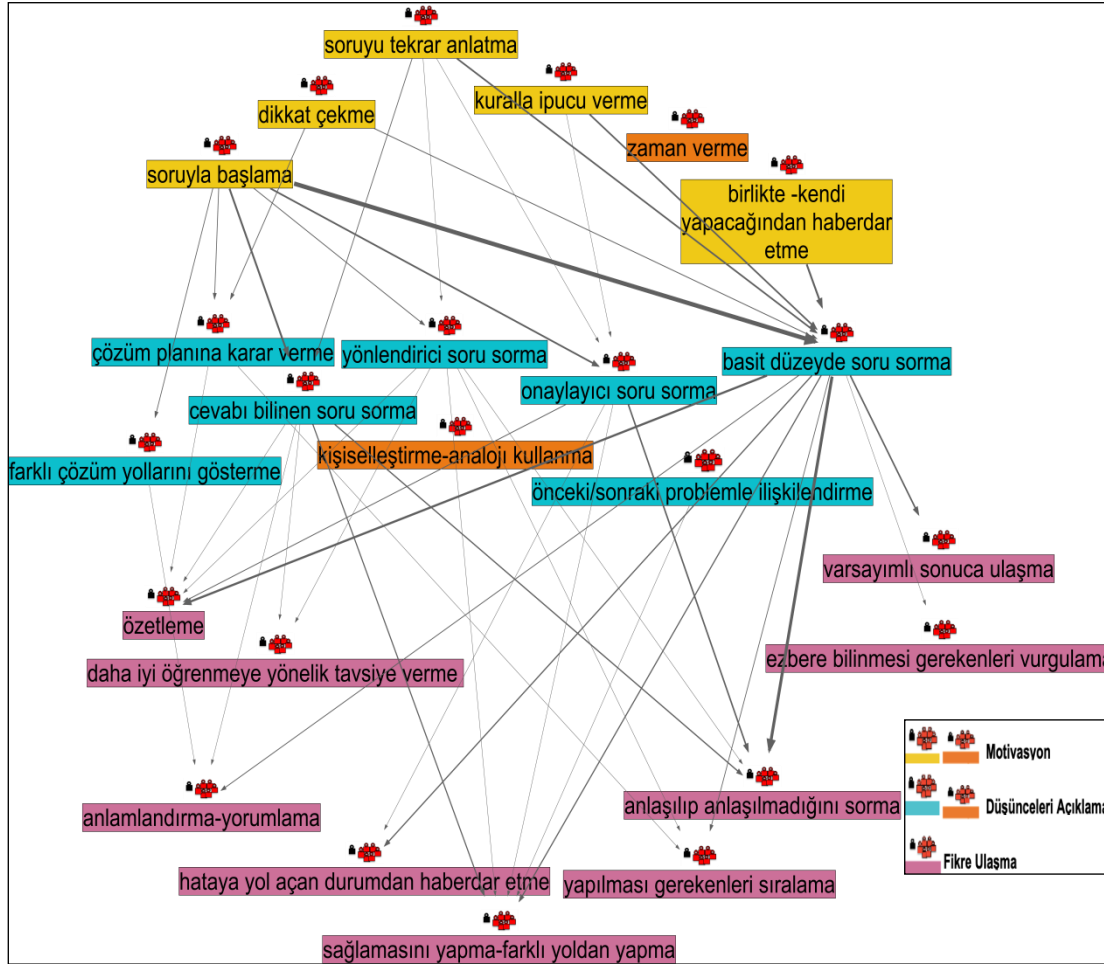 soruyu tekrar anlatma
kuralla ipucu verme
dikkat çekme
zaman verme
soruyla başlama
birlikte -kendi
yapacağından haberdar
etme
çözüm planına karar verme
yönlendirici soru sorma
basit düzeyde soru sorma
onaylayıcı soru sorma
cevabı bilinen soru sorma
kişiselleştirme-analoji kullanma
farklı çözüm yollarını gösterme
önceki/sonraki problemle ilişkilendirme
varsayımlı sonuca ulaşma
özetleme
ezbere bilinmesi gerekenleri vurgulama
daha iyi öğrenmeye yönelik tavsiye verme
Motivasyon
Düşünceleri Açıklama
Fikre Ulaşma
anlaşılıp anlaşılmadığını sorma
anlamlandırma-yorumlama
hataya yol açan durumdan haberdar etme
yapılması gerekenleri sıralama
sağlamasını yapma-farklı yoldan yapma